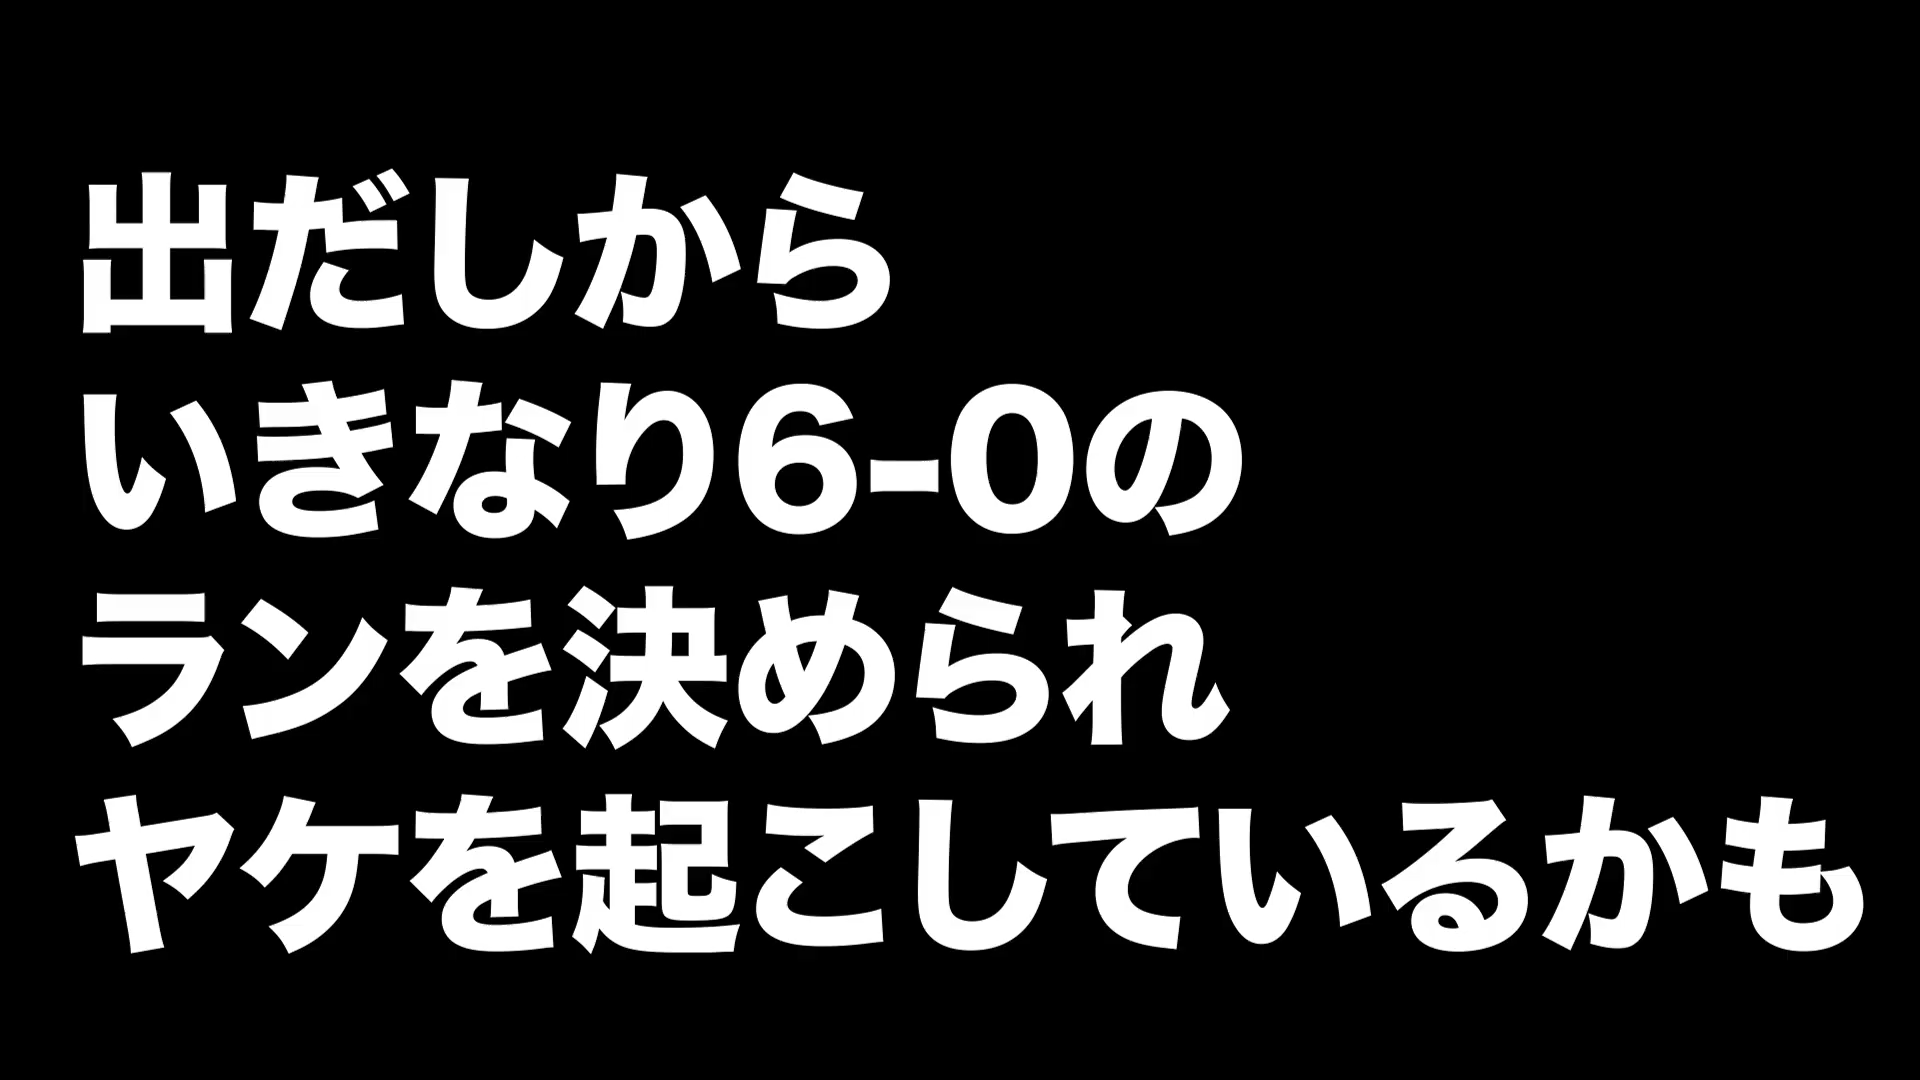 出だしから
いきなり6-0の
ランを決められ
ヤケを起こしているかも